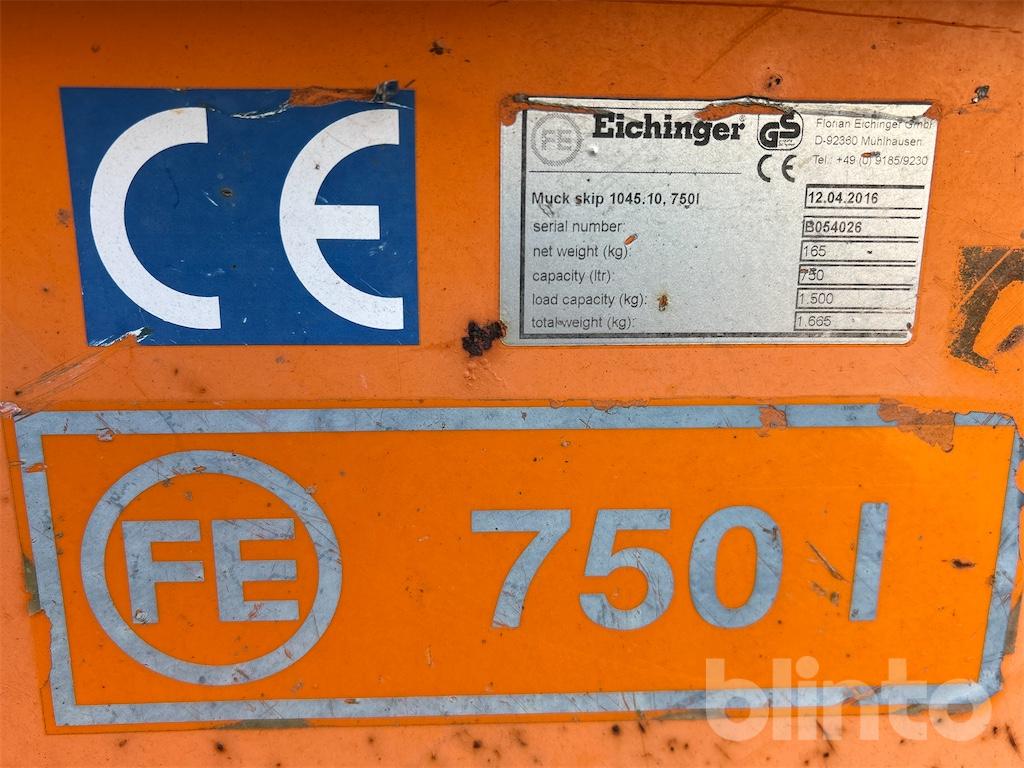 CE
FE Eichinger® GS Florian Eichinger GmbH
D-92360 Mühlhausen
CE Tel.: +49 (0) 9185/9230
Muck skip 1045.10, 750l 12.04.2016
serial number: B054026
net weight (kg): 165
capacity (ltr): 750
load capacity (kg): 1.500
total weight (kg): 1.665
FE 750 l
blinto